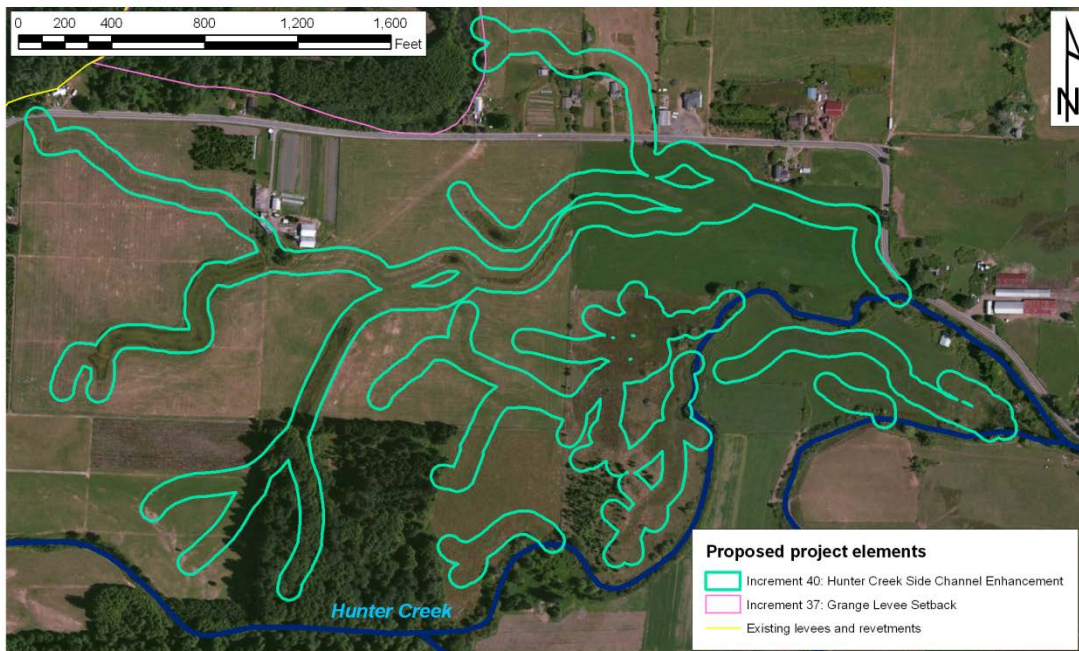 0 200 400 800 1,200 1,600
Feet
N
Hunter Creek
Proposed project elements
Increment 40: Hunter Creek Side Channel Enhancement
Increment 37: Grange Levee Setback
Existing levees and revetments